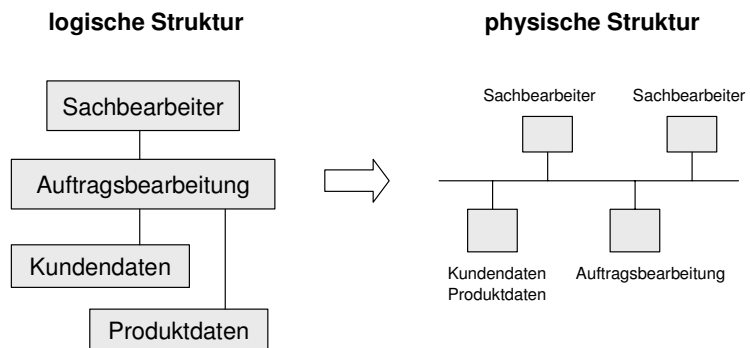 logische Struktur
Sachbearbeiter
Auftragsbearbeitung
Kundendaten
Produktdaten
physische Struktur
Sachbearbeiter
Sachbearbeiter
Kundendaten
Produktdaten
Auftragsbearbeitung